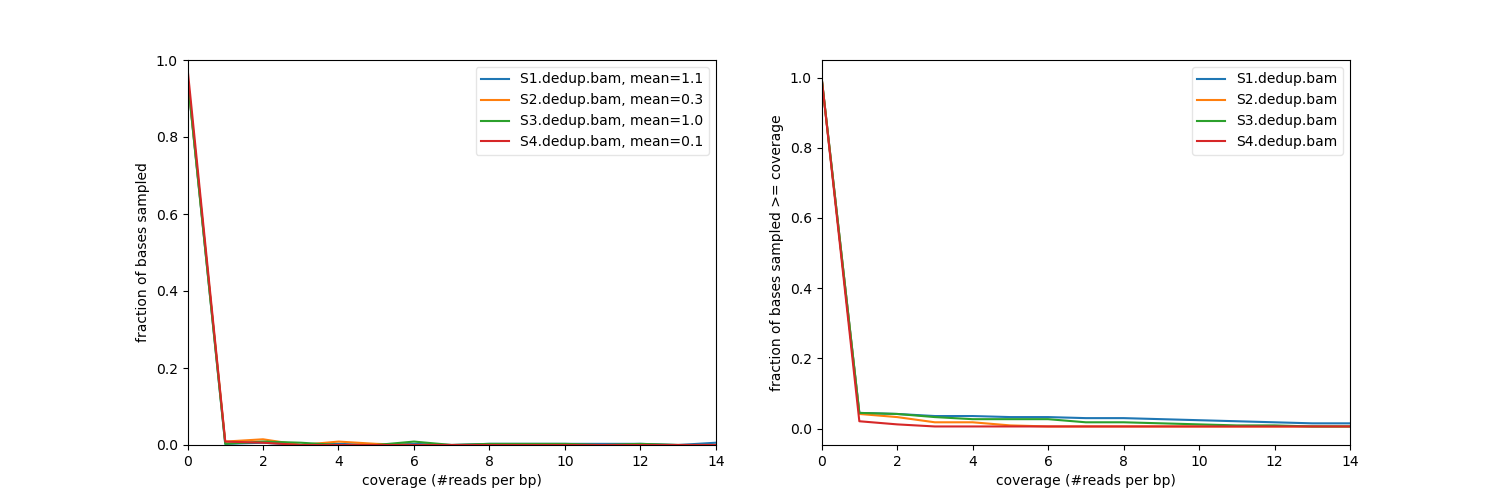 fraction of bases sampled
1.0
0.8
0.6
0.4
0.2
0.0
S1.dedup.bam, mean=1.1
S2.dedup.bam, mean=0.3
S3.dedup.bam, mean=1.0
S4.dedup.bam, mean=0.1
0 2 4 6 8 10 12 14
coverage (#reads per bp)
fraction of bases sampled >= coverage
1.0
0.8
0.6
0.4
0.2
0.0
S1.dedup.bam
S2.dedup.bam
S3.dedup.bam
S4.dedup.bam
0 2 4 6 8 10 12 14
coverage (#reads per bp)